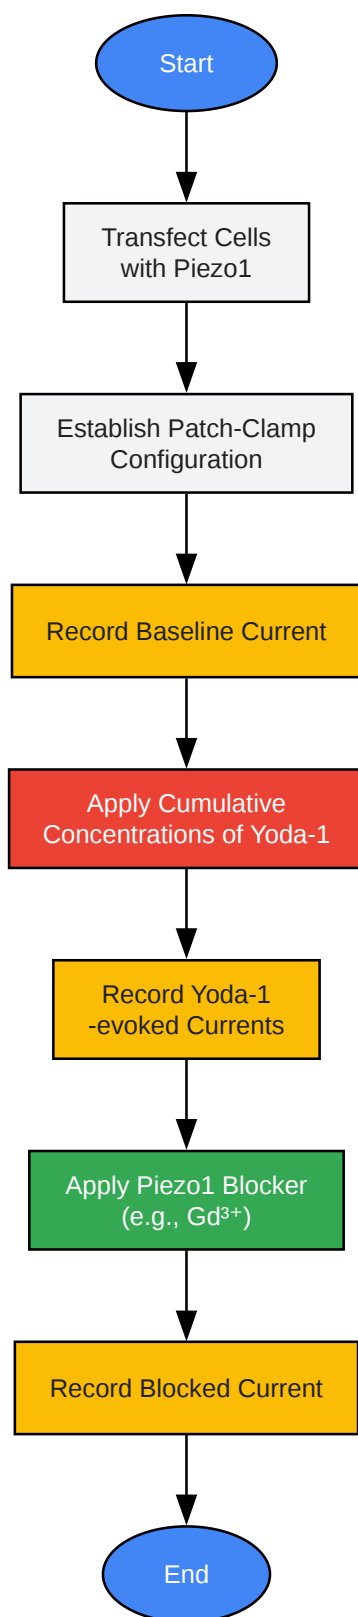 Start
Transfect Cells
with Piezo1
Establish Patch-Clamp
Configuration
Record Baseline Current
Apply Cumulative
Concentrations of Yoda-1
Record Yoda-1
-evoked Currents
Apply Piezo1 Blocker
(e.g., Gd³⁺)
Record Blocked Current
End